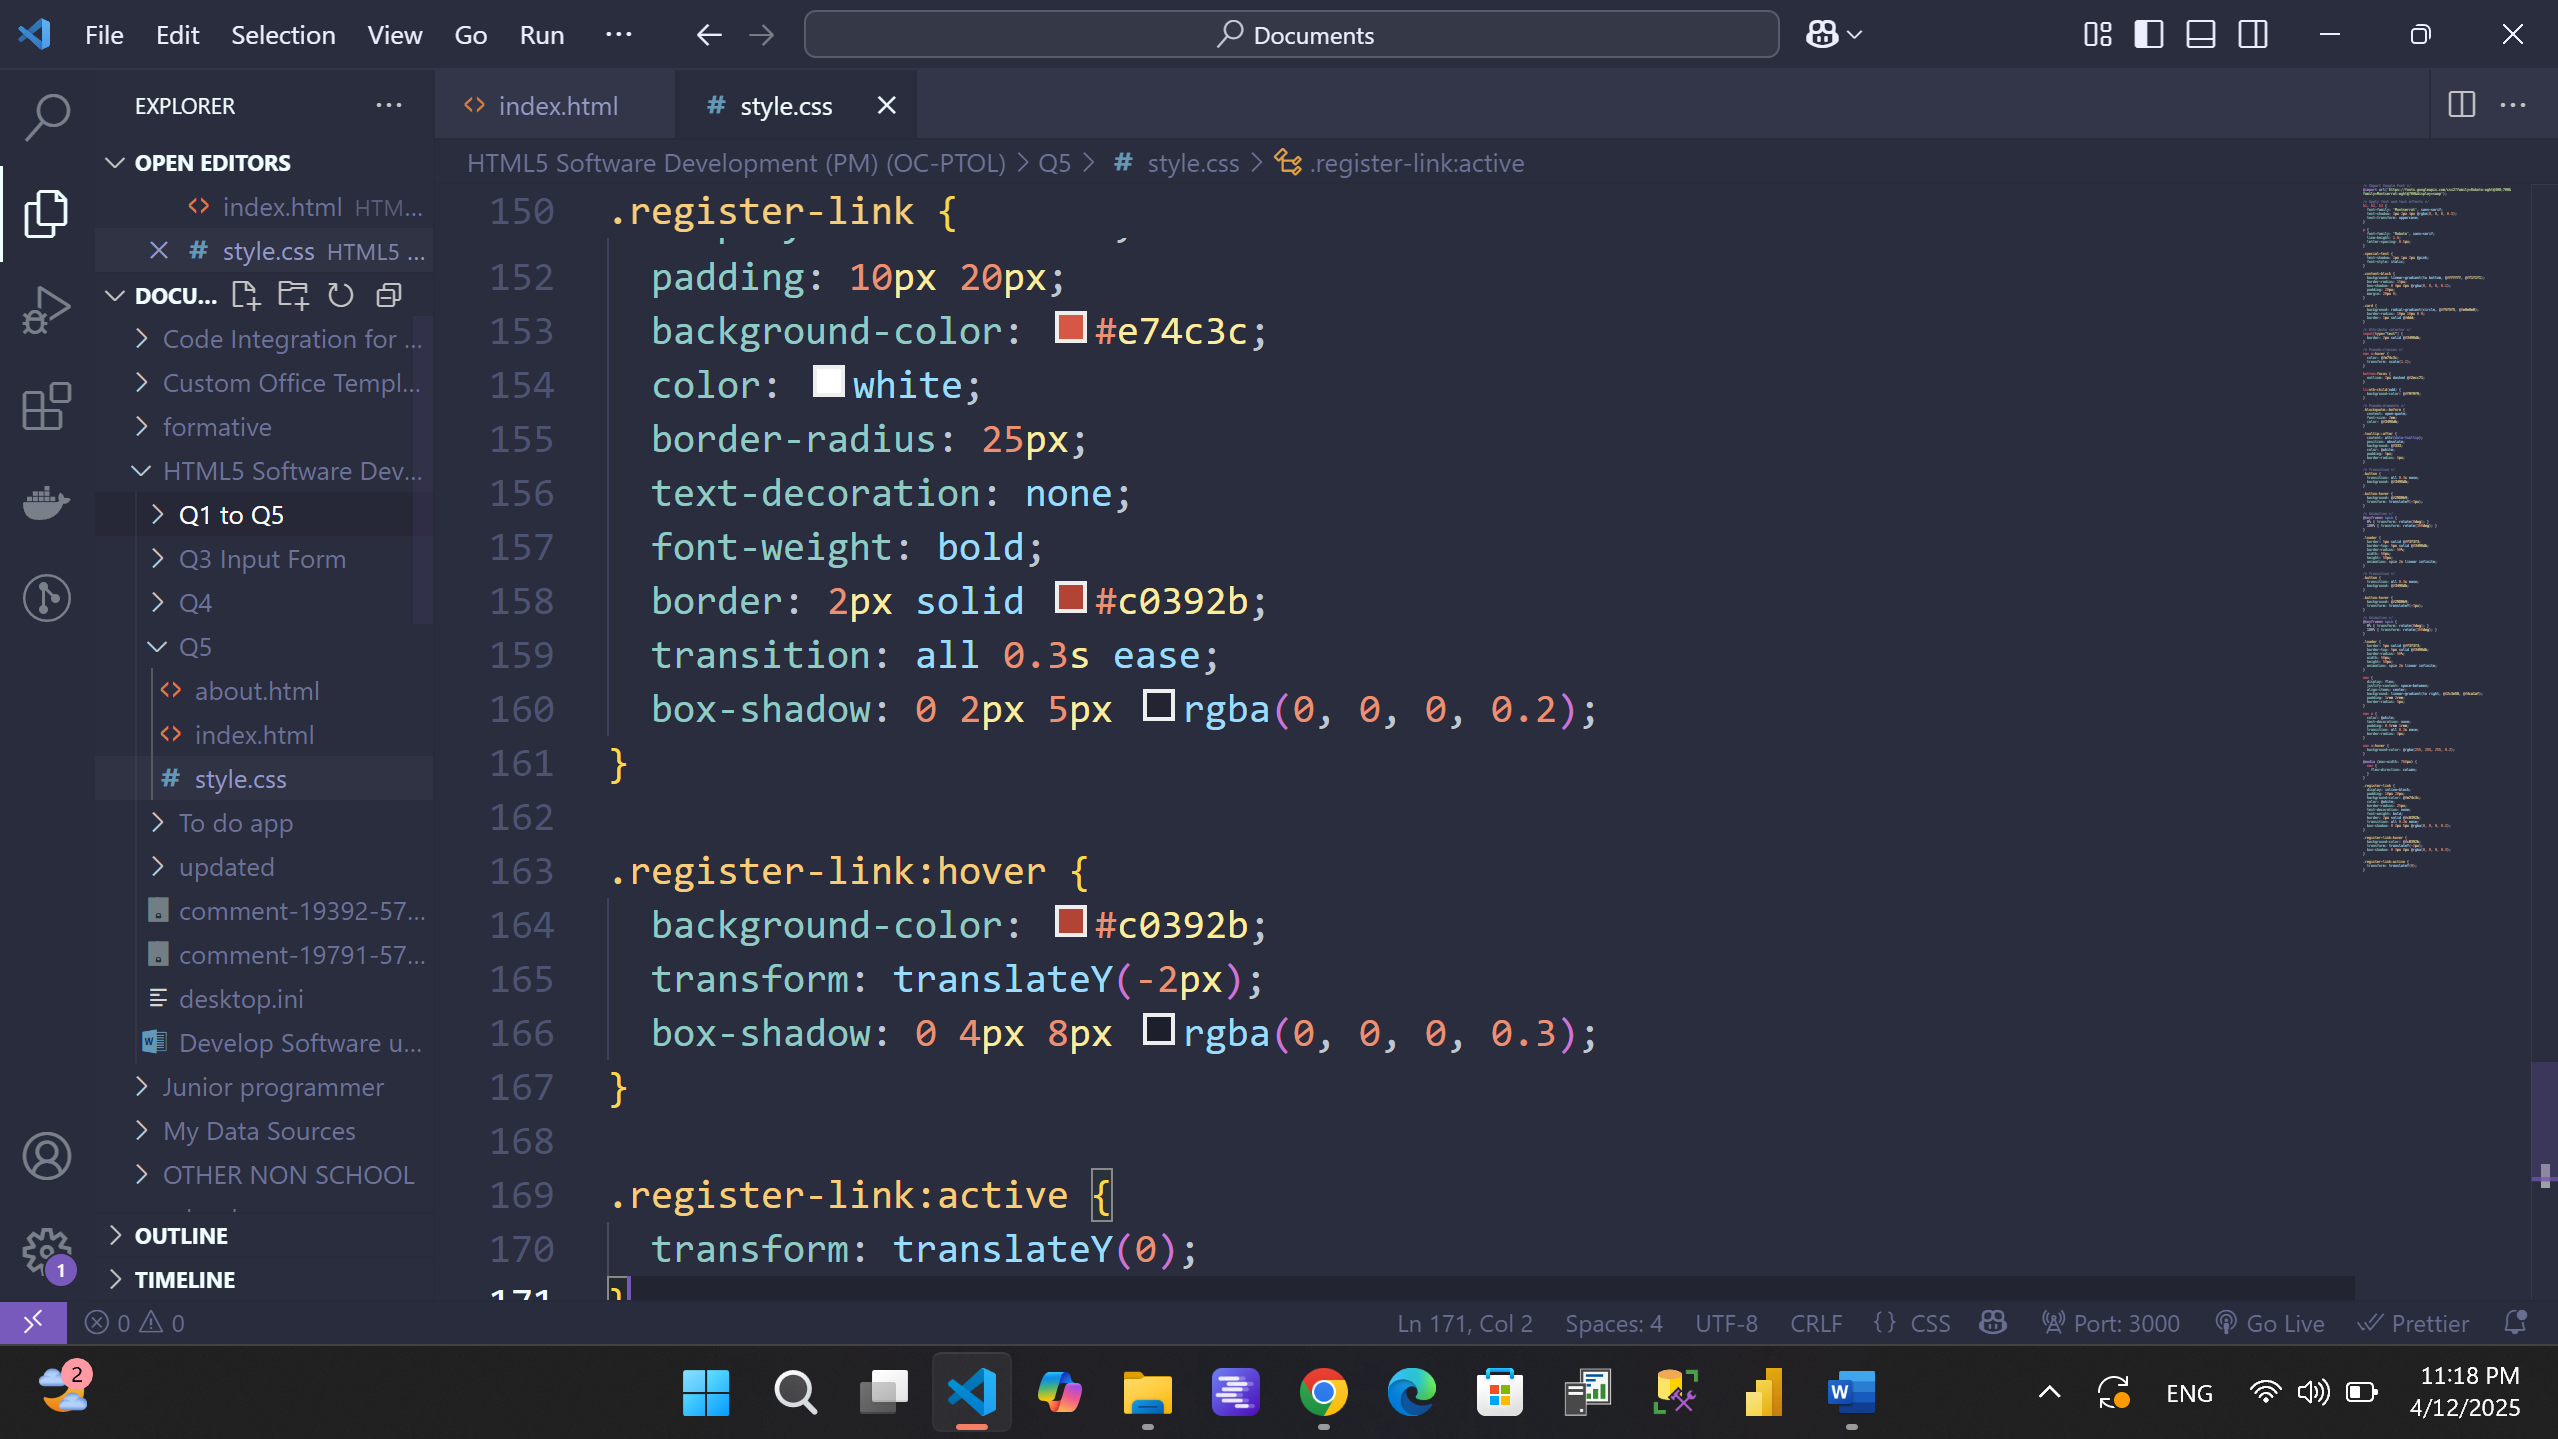 File Edit Selection View Go Run ··· Documents
EXPLORER ···
index.html
# style.css
OPEN EDITORS
HTML5 Software Development (PM) (OC-PTOL) > Q5 > # style.css > .register-link:active
index.html HTM...
# style.css HTML5 ...
DOCU...
Code Integration for ...
Custom Office Templ...
formative
HTML5 Software Dev...
Q1 to Q5
Q3 Input Form
Q4
Q5
about.html
index.html
# style.css
To do app
updated
comment-19392-57...
comment-19791-57...
desktop.ini
Develop Software u...
Junior programmer
My Data Sources
OTHER NON SCHOOL
OUTLINE
TIMELINE
150 .register-link {
152 padding: 10px 20px;
153 background-color: #e74c3c;
154 color: white;
155 border-radius: 25px;
156 text-decoration: none;
157 font-weight: bold;
158 border: 2px solid #c0392b;
159 transition: all 0.3s ease;
160 box-shadow: 0 2px 5px rgba(0, 0, 0, 0.2);
161 }
162
163 .register-link:hover {
164 background-color: #c0392b;
165 transform: translateY(-2px);
166 box-shadow: 0 4px 8px rgba(0, 0, 0, 0.3);
167 }
168
169 .register-link:active {
170 transform: translateY(0);
171 }
1
0 0
Ln 171, Col 2 Spaces: 4 UTF-8 CRLF {} CSS Port: 3000 Go Live Prettier
2
ENG
11:18 PM
4/12/2025